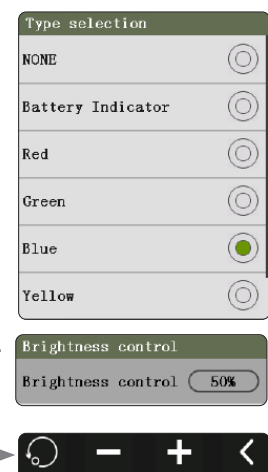 Type selection
NONE
Battery Indicator
Red
Green
Blue
Yellow
Brightness control
Brightness control 50%